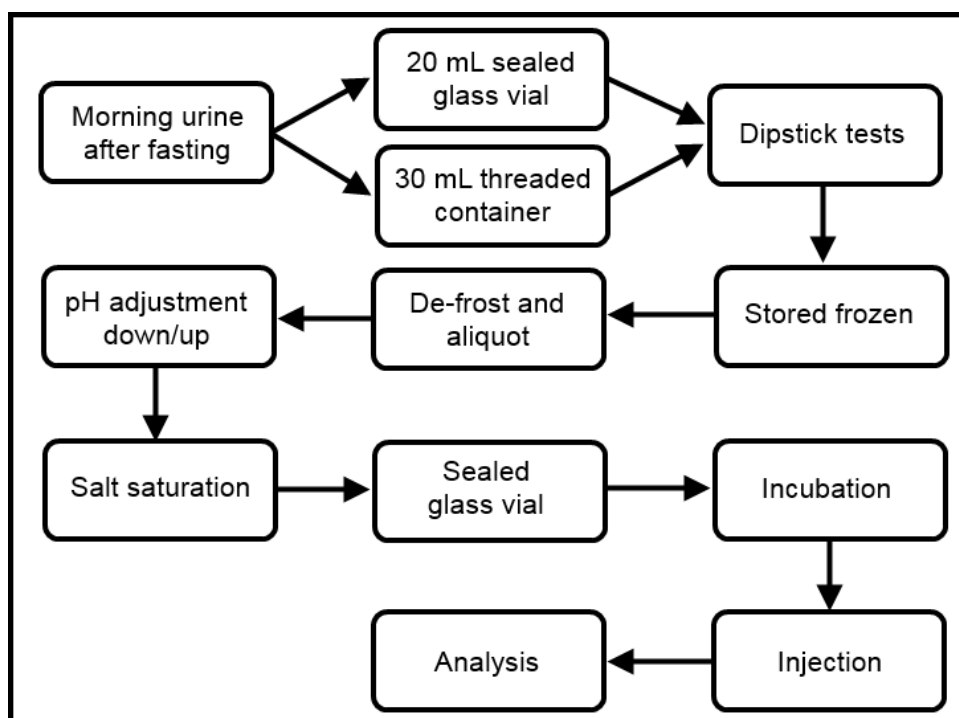 Morning urine
after fasting
20 mL sealed
glass vial
30 mL threaded
container
Dipstick tests
Stored frozen
De-frost and
aliquot
pH adjustment
down/up
Salt saturation
Sealed
glass vial
Incubation
Injection
Analysis